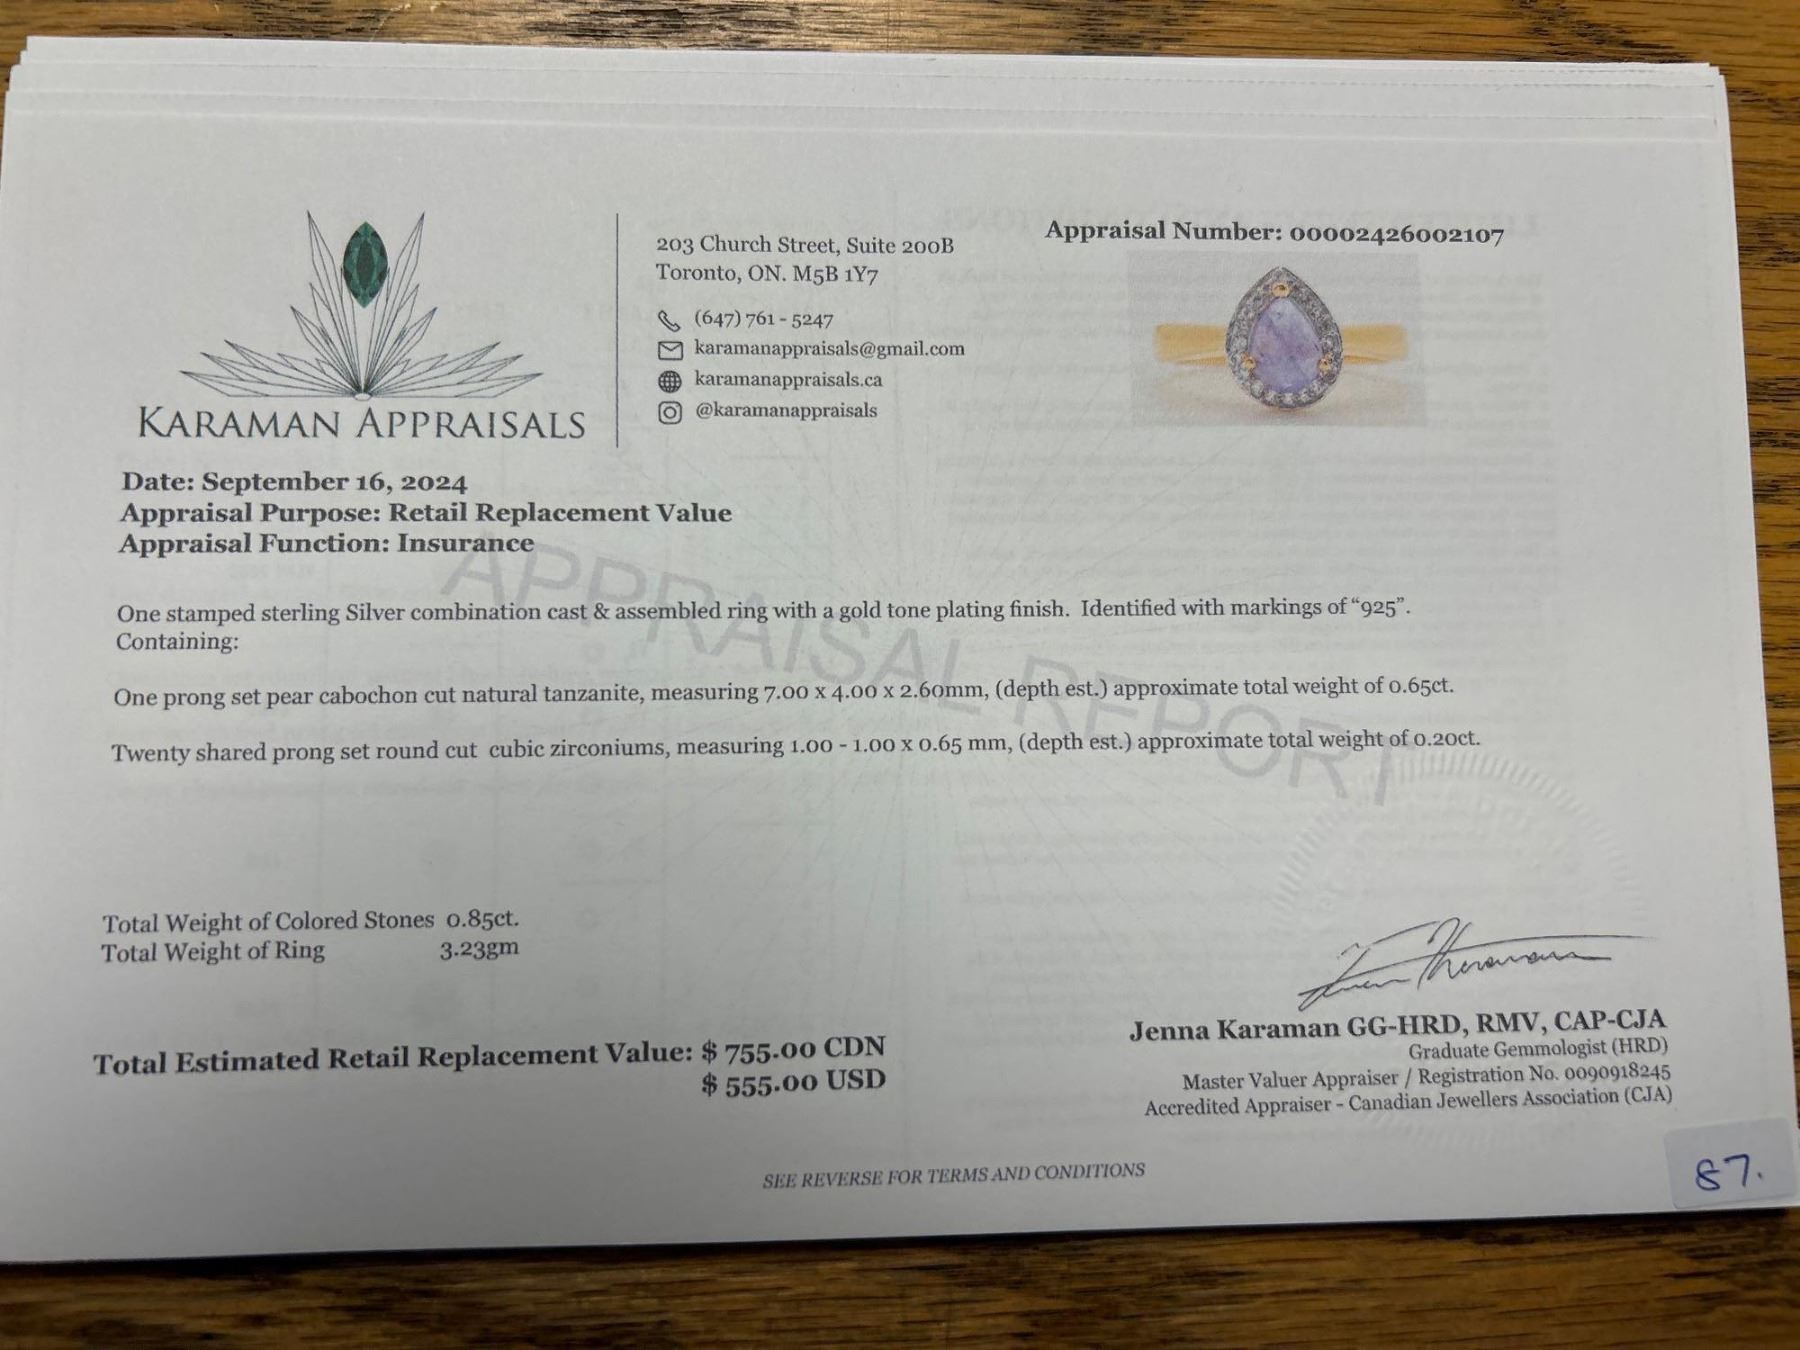 KARAMAN APPRAISALS
203 Church Street, Suite 200B
Toronto, ON. M5B 1Y7
(647) 761 - 5247
karamanappraisals@gmail.com
karamanappraisals.ca
@karamanappraisals
Appraisal Number: 00002426002107
Date: September 16, 2024
Appraisal Purpose: Retail Replacement Value
Appraisal Function: Insurance
APPRAISAL REPORT
One stamped sterling Silver combination cast & assembled ring with a gold tone plating finish. Identified with markings of "925".
Containing:
One prong set pear cabochon cut natural tanzanite, measuring 7.00 x 4.00 x 2.60mm, (depth est.) approximate total weight of 0.65ct.
Twenty shared prong set round cut cubic zirconiums, measuring 1.00 - 1.00 x 0.65 mm, (depth est.) approximate total weight of 0.20ct.
Total Weight of Colored Stones 0.85ct.
Total Weight of Ring 3.23gm
Total Estimated Retail Replacement Value: $ 755.00 CDN
$ 555.00 USD
Jenna Karaman GG-HRD, RMV, CAP-CJA
Graduate Gemmologist (HRD)
Master Valuer Appraiser / Registration No. 0090918245
Accredited Appraiser - Canadian Jewellers Association (CJA)
SEE REVERSE FOR TERMS AND CONDITIONS
87.